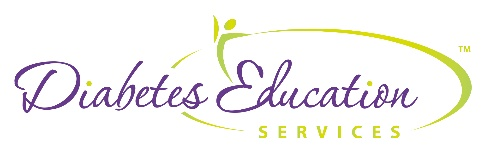 Diabetes Education
SERVICES
™